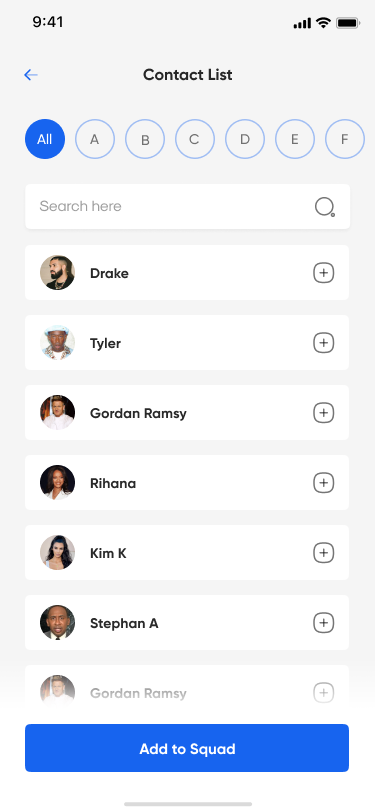 9:41
Contact List
All A B C D E F
Search here
Drake
Tyler
Gordan Ramsy
Rihana
Kim K
Stephan A
Gordan Ramsy
Add to Squad